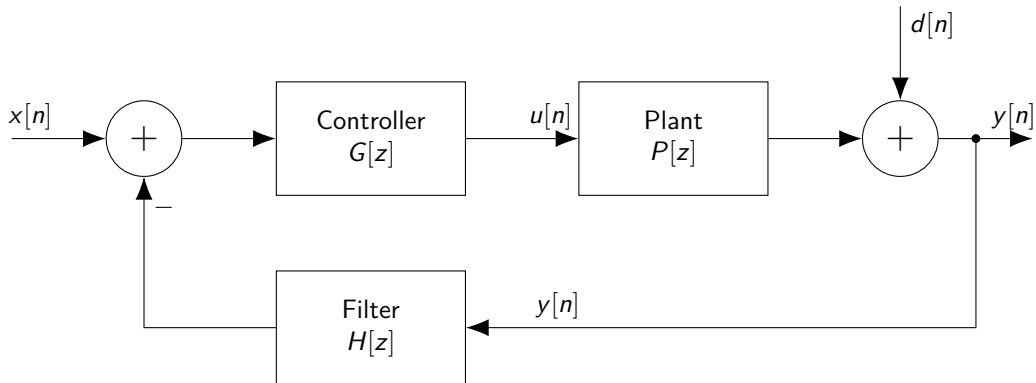 d[n]
x[n]
+
Controller
G[z]
u[n]
Plant
P[z]
+
y[n]
−
Filter
H[z]
y[n]